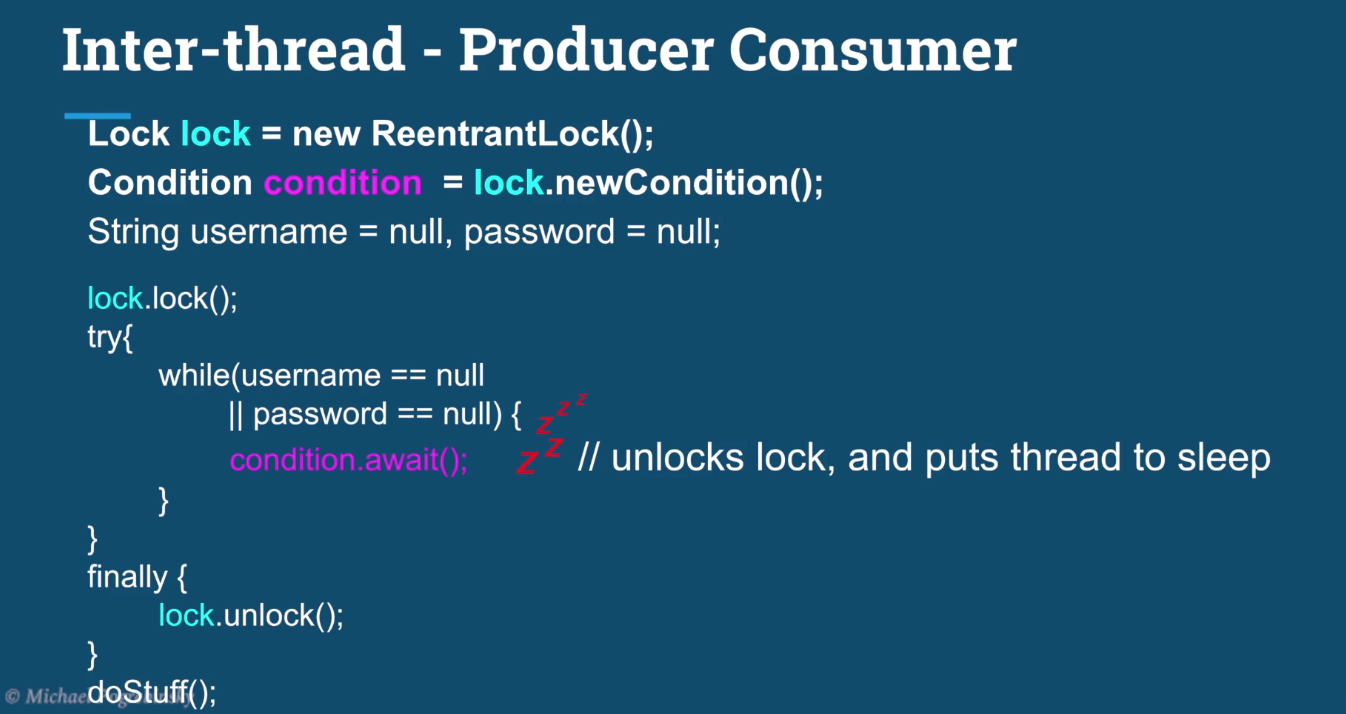 Inter-thread - Producer Consumer
Lock lock = new ReentrantLock();
Condition condition = lock.newCondition();
String username = null, password = null;
lock.lock();
try{
while(username == null
|| password == null) { z z z
condition.await(); z z // unlocks lock, and puts thread to sleep
}
}
finally {
lock.unlock();
}
doStuff();
© Michael